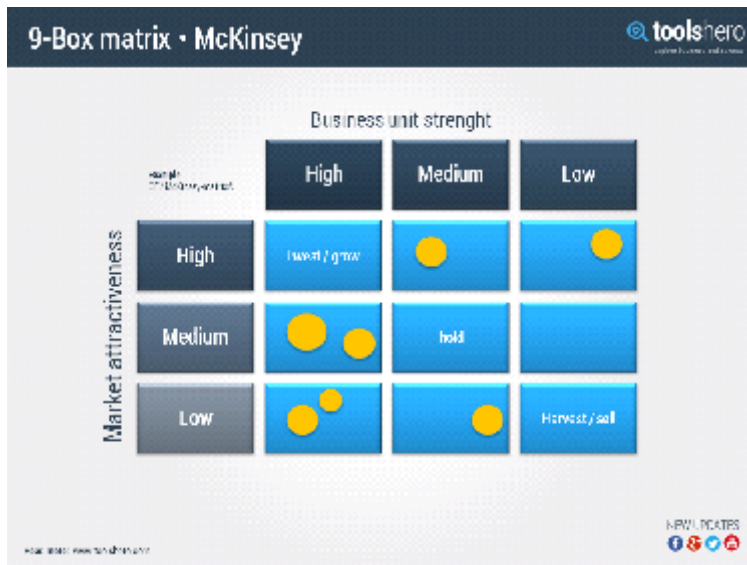 9-Box matrix • McKinsey
toolshero
Business unit strenght
High
Medium
Low
Market attractiveness
High
Invest / grow
Medium
hold
Low
Harvest / sell
NEW UPDATES